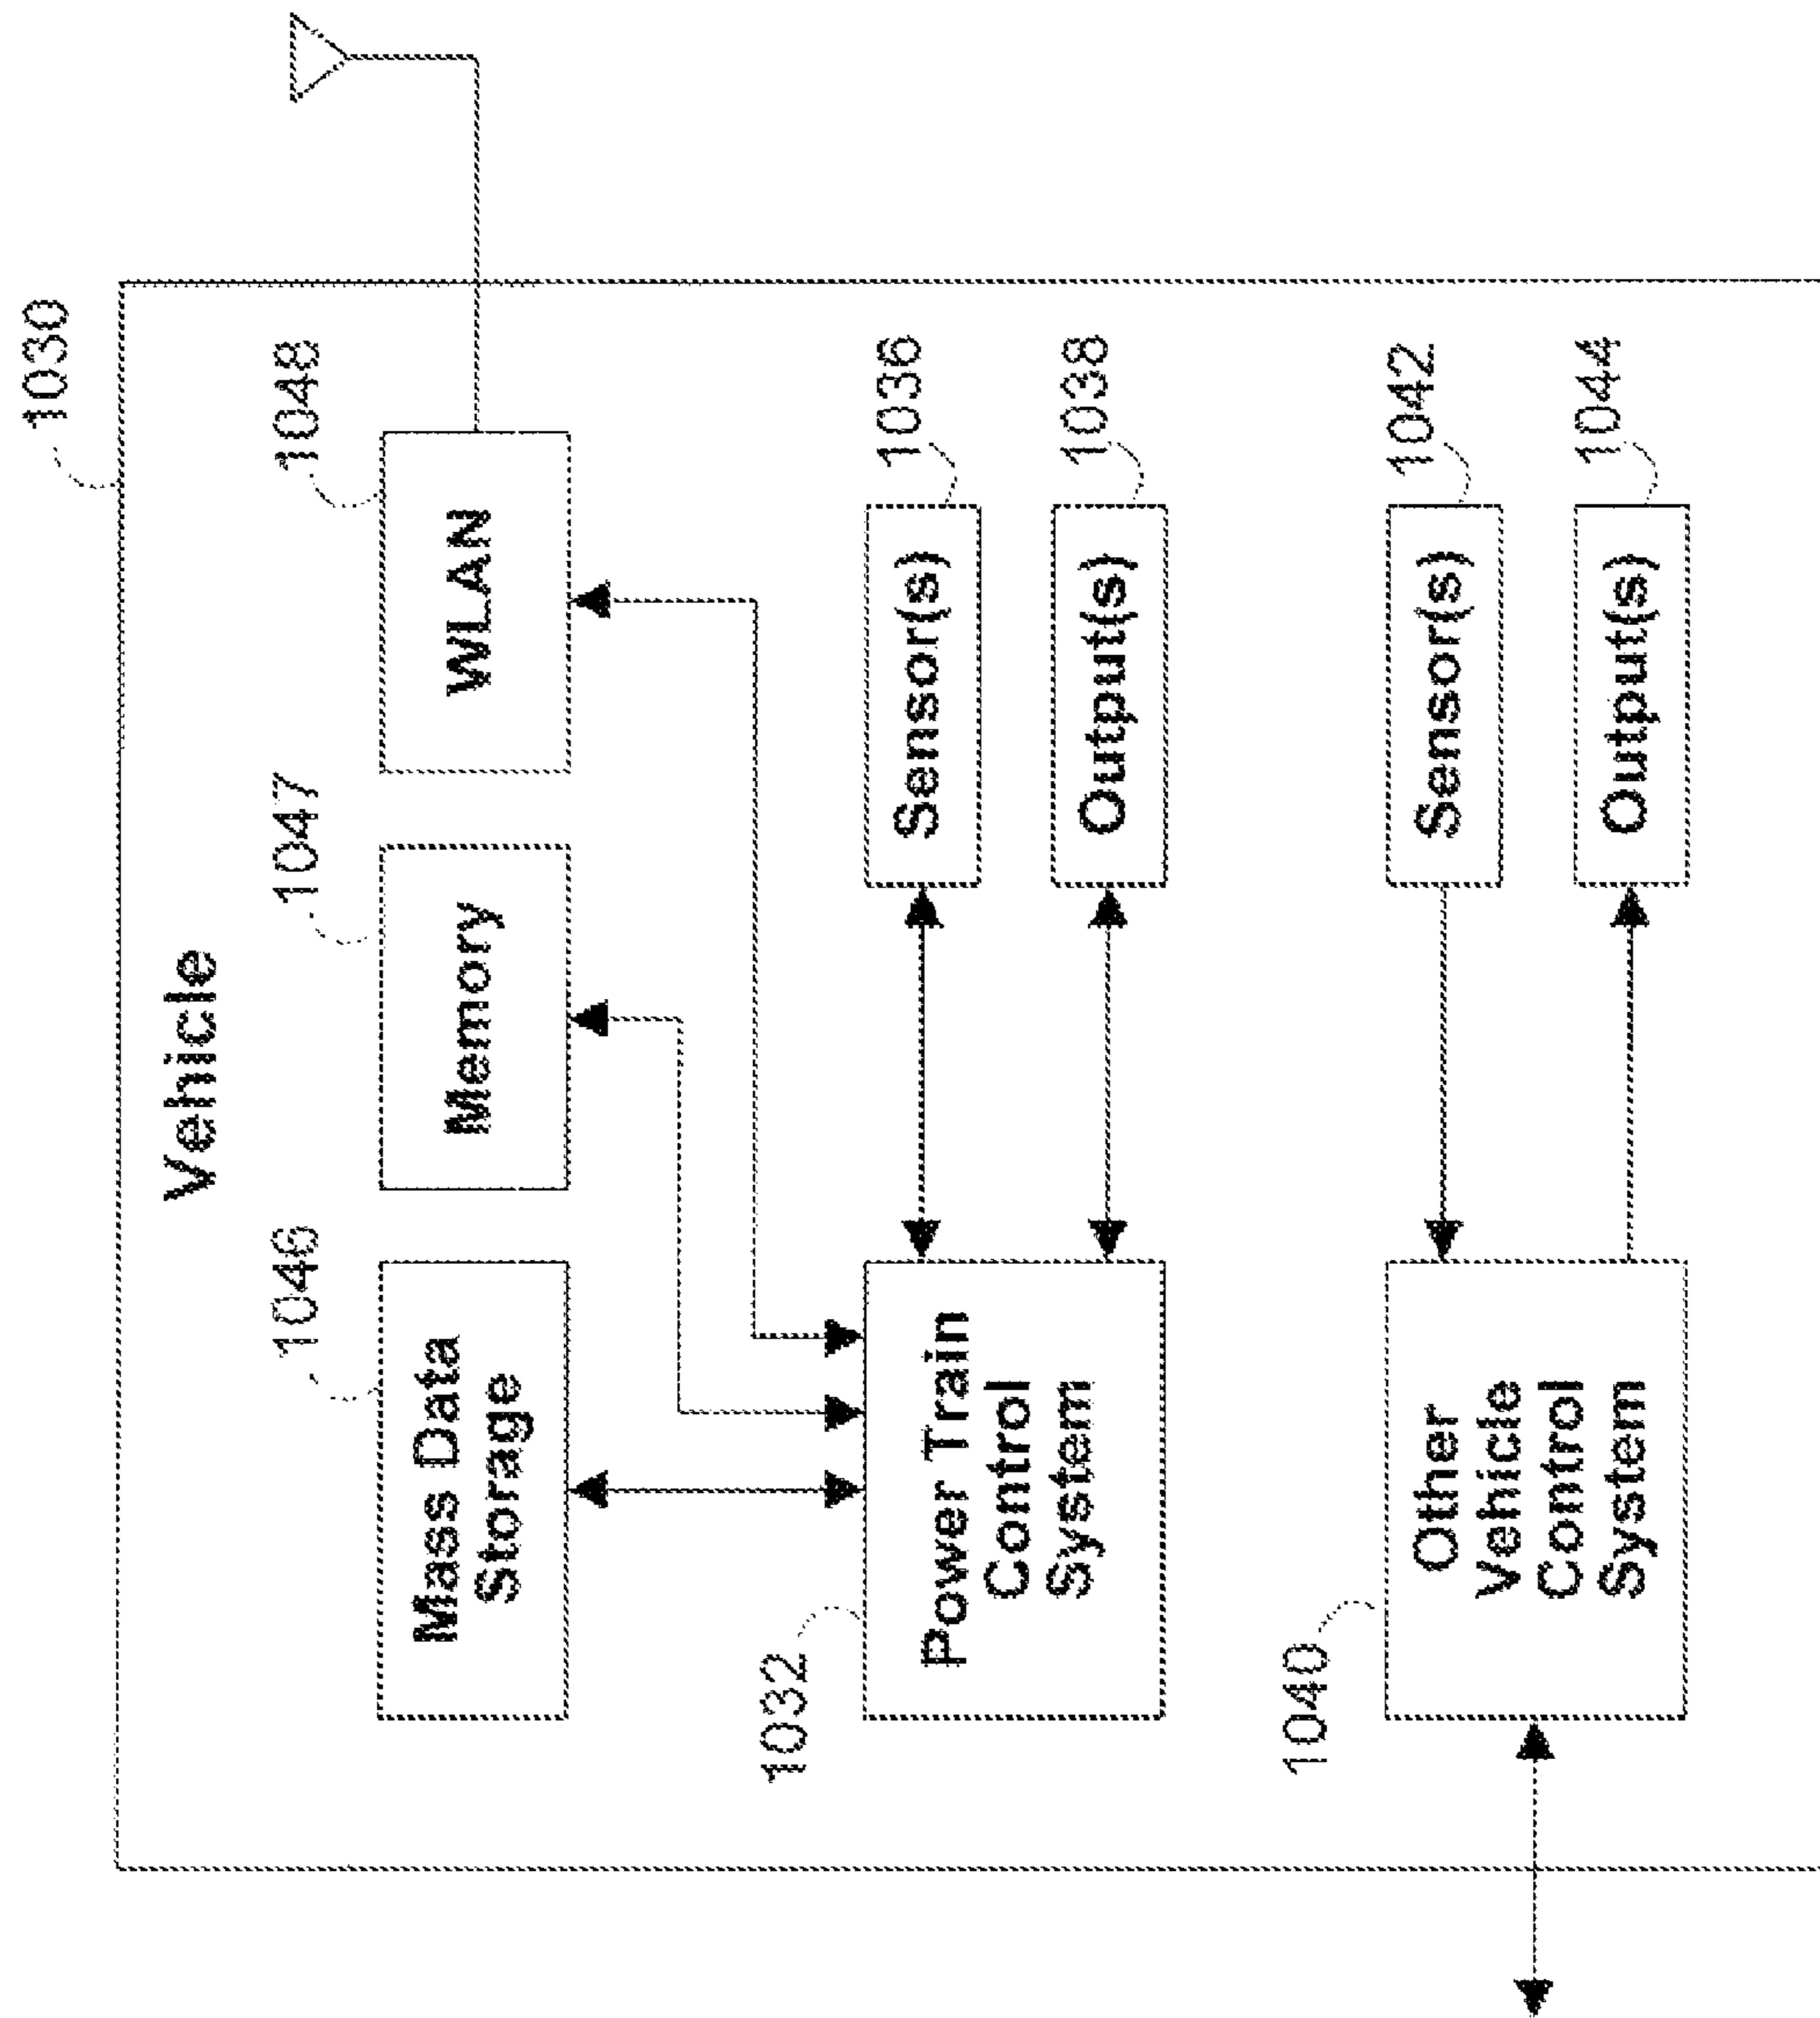 1030
Vehicle
1046
1047
1048
Mass Data
Storage
Memory
WLAN
1032
Power Train
Control
System
Sensor(s)
1036
Output(s)
1038
1040
Other
Vehicle
Control
System
Sensor(s)
1042
Output(s)
1044